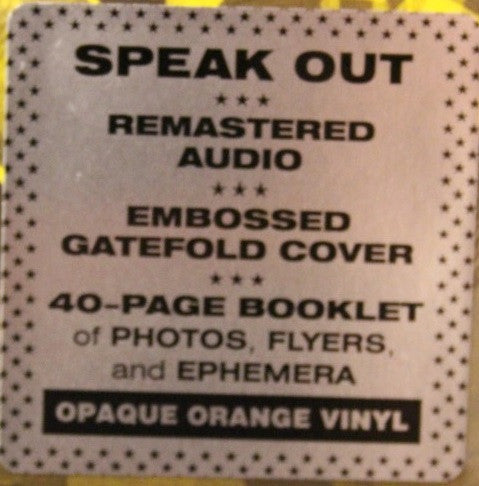 SPEAK OUT
★★★
REMASTERED
AUDIO
★★★
EMBOSSED
GATEFOLD COVER
★★★
40-PAGE BOOKLET
of PHOTOS, FLYERS,
and EPHEMERA
OPAQUE ORANGE VINYL